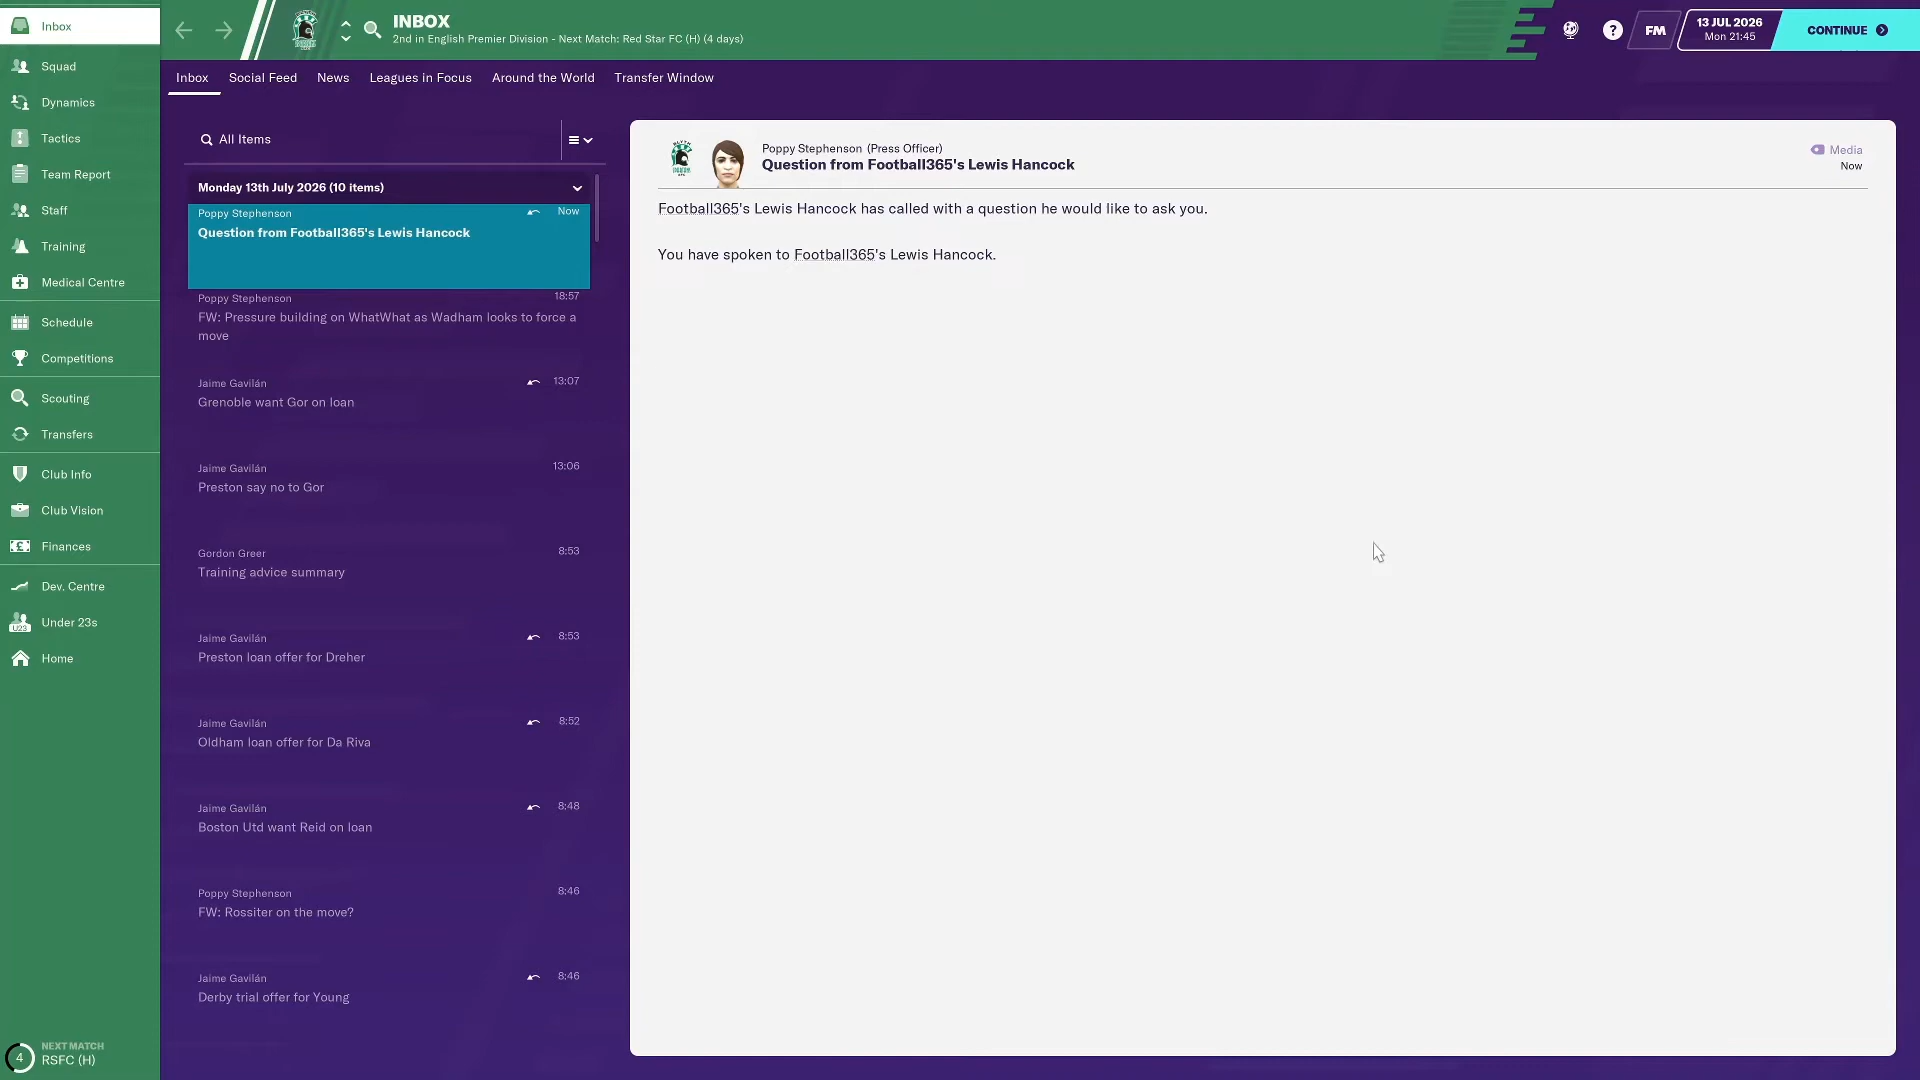 Inbox
Squad
Dynamics
Tactics
Team Report
Staff
Training
Medical Centre
Schedule
Competitions
Scouting
Transfers
Club Info
Club Vision
Finances
Dev. Centre
U23
Under 23s
Home
4
NEXT MATCH
RSFC (H)
INBOX
2nd in English Premier Division - Next Match: Red Star FC (H) (4 days)
?
FM
13 JUL 2026
Mon 21:45
CONTINUE
Inbox Social Feed News Leagues in Focus Around the World Transfer Window
All Items
Monday 13th July 2026 (10 items)
Poppy Stephenson Now
Question from Football365's Lewis Hancock
Poppy Stephenson 18:57
FW: Pressure building on WhatWhat as Wadham looks to force a
move
Jaime Gavilán 13:07
Grenoble want Gor on loan
Jaime Gavilán 13:06
Preston say no to Gor
Gordon Greer 8:53
Training advice summary
Jaime Gavilán 8:53
Preston loan offer for Dreher
Jaime Gavilán 8:52
Oldham loan offer for Da Riva
Jaime Gavilán 8:48
Boston Utd want Reid on loan
Poppy Stephenson 8:46
FW: Rossiter on the move?
Jaime Gavilán 8:46
Derby trial offer for Young
Poppy Stephenson (Press Officer)
Question from Football365's Lewis Hancock
Media
Now
Football365's Lewis Hancock has called with a question he would like to ask you.
You have spoken to Football365's Lewis Hancock.